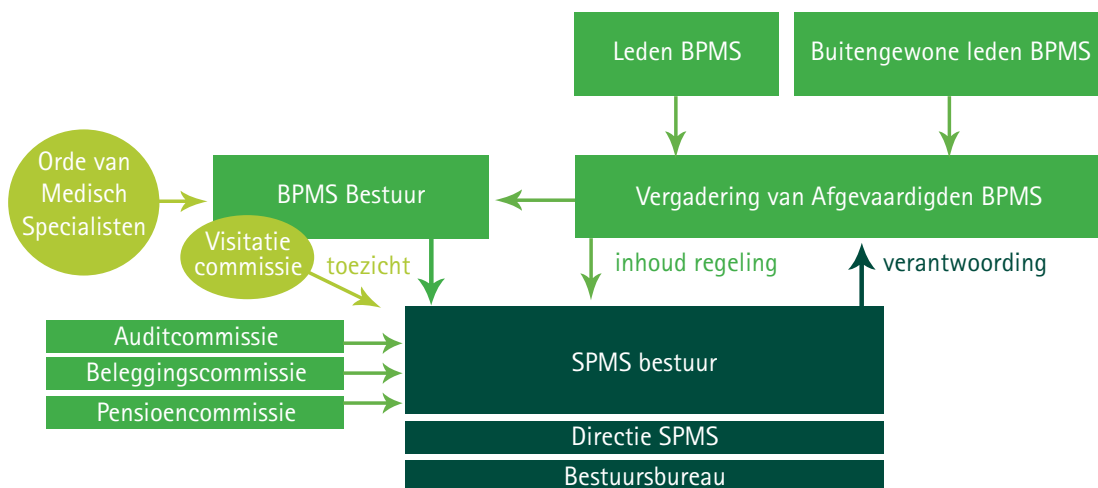 Leden BPMS
Buitengewone leden BPMS
Orde van
Medisch
Specialisten
BPMS Bestuur
Vergadering van Afgevaardigden BPMS
Visitatie
commissie
toezicht
inhoud regeling
verantwoording
Auditcommissie
Beleggingscommissie
Pensioencommissie
SPMS bestuur
Directie SPMS
Bestuursbureau